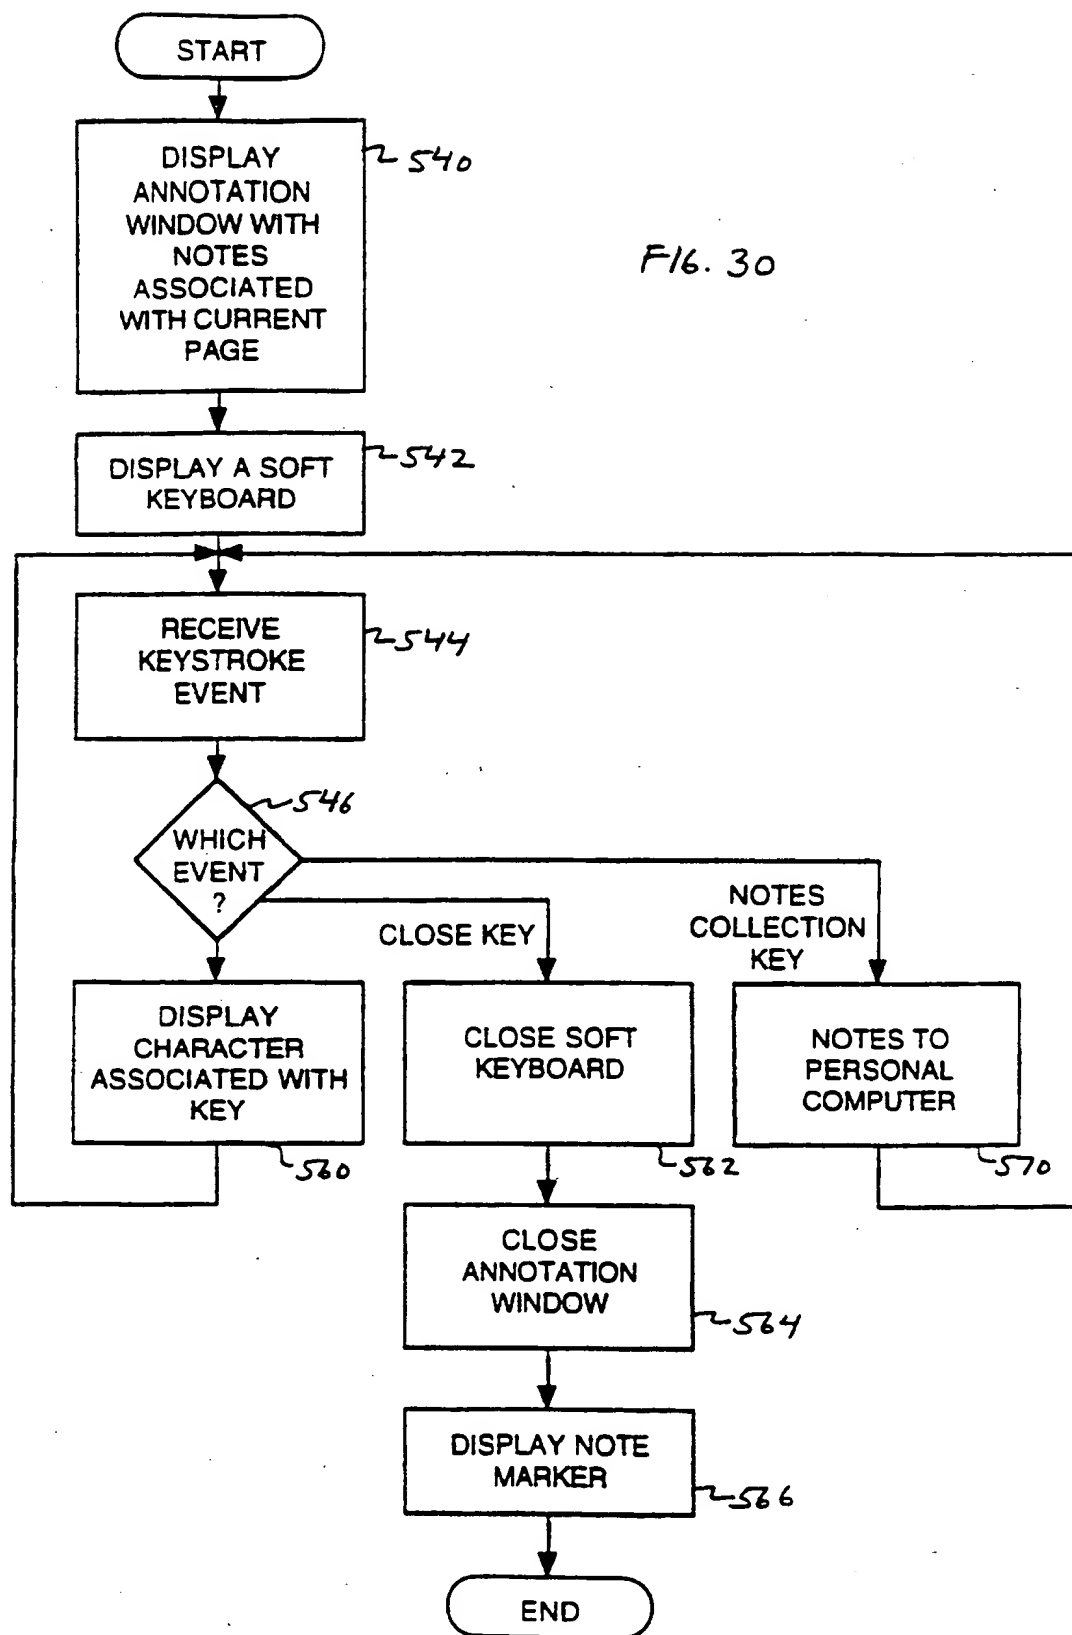 START
DISPLAY
ANNOTATION
WINDOW WITH
NOTES
ASSOCIATED
WITH CURRENT
PAGE
540
FIG. 30
DISPLAY A SOFT
KEYBOARD
542
RECEIVE
KEYSTROKE
EVENT
544
WHICH
EVENT
?
546
CLOSE KEY
NOTES
COLLECTION
KEY
DISPLAY
CHARACTER
ASSOCIATED WITH
KEY
560
CLOSE SOFT
KEYBOARD
562
NOTES TO
PERSONAL
COMPUTER
570
CLOSE
ANNOTATION
WINDOW
564
DISPLAY NOTE
MARKER
566
END